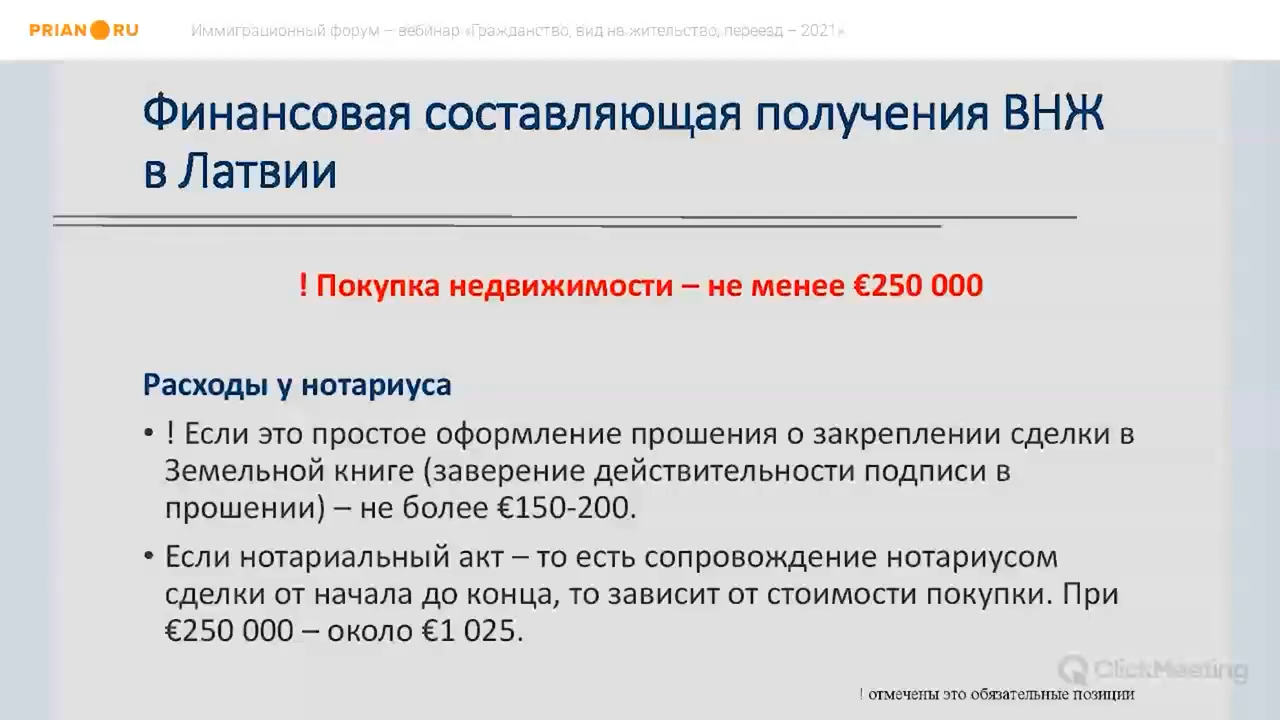 PRIAN.RU
Иммиграционный форум – вебинар «Гражданство, вид на жительство, переезд – 2021»
Финансовая составляющая получения ВНЖ
в Латвии
! Покупка недвижимости – не менее €250 000
Расходы у нотариуса
• ! Если это простое оформление прошения о закреплении сделки в
Земельной книге (заверение действительности подписи в
прошении) – не более €150-200.
• Если нотариальный акт – то есть сопровождение нотариусом
сделки от начала до конца, то зависит от стоимости покупки. При
€250 000 – около €1 025.
ClickMeeting
! отмечены это обязательные позиции